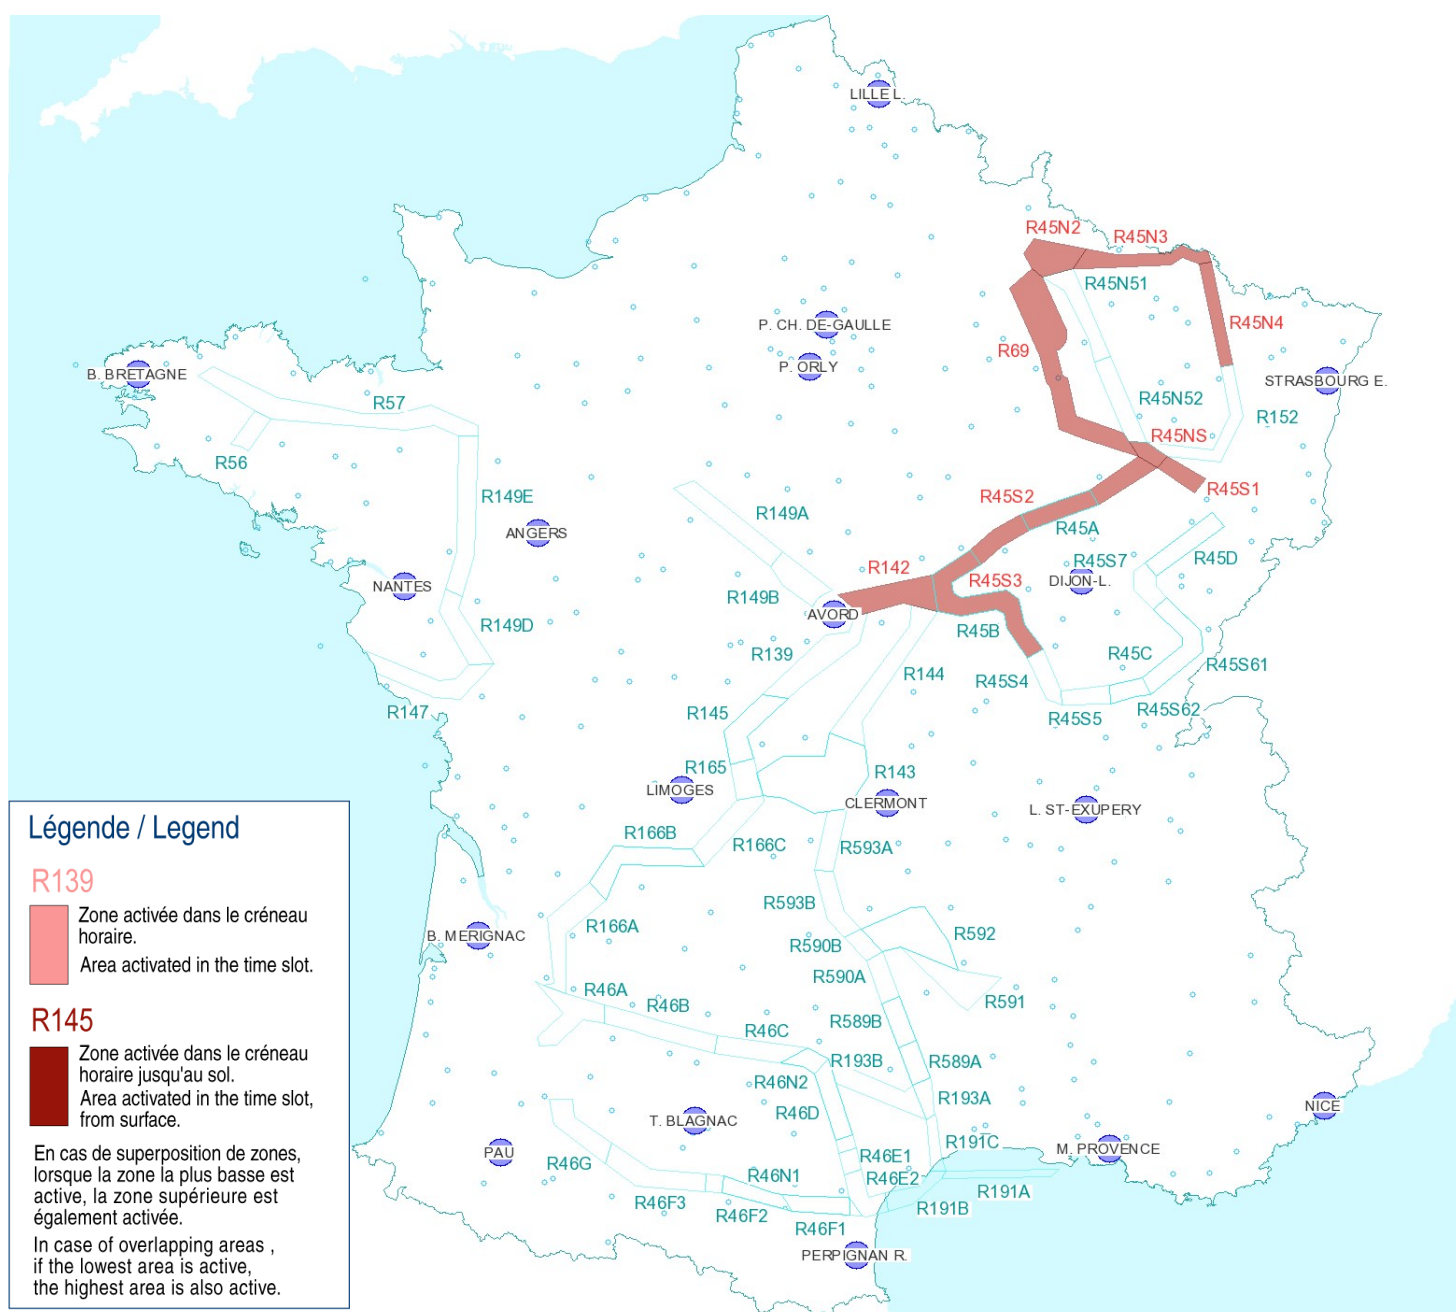 LILLE L.
R45N2
R45N3
R45N51
P. CH. DE-GAULLE
R45N4
R69
P. ORLY
B. BRETAGNE
STRASBOURG E.
R57
R45N52
R152
R45NS
R56
R149E
R45S2
R45S1
R149A
ANGERS
R45A
R45S7
R45D
R142
R45S3
DIJON-L.
NANTES
R149B
AVORD
R149D
R45B
R139
R45C
R45S61
R144
R45S4
R147
R145
R45S5
R45S62
R165
R143
LIMOGES
CLERMONT
L. ST-EXUPERY
R166B
R166C
R593A
R593B
R166A
B. MERIGNAC
R590B
R592
R590A
R46A
R591
R46B
R589B
R46C
R193B
R589A
R46N2
R193A
R46D
NICE
T. BLAGNAC
R191C
M. PROVENCE
PAU
R46E1
R46G
R46N1
R46E2
R191A
R46F3
R46F2
R191B
R46F1
PERPIGNAN R.
Légende / Legend
R139
Zone activée dans le créneau
horaire.
Area activated in the time slot.
R145
Zone activée dans le créneau
horaire jusqu'au sol.
Area activated in the time slot,
from surface.
En cas de superposition de zones,
lorsque la zone la plus basse est
active, la zone supérieure est
également activée.
In case of overlapping areas ,
if the lowest area is active,
the highest area is also active.